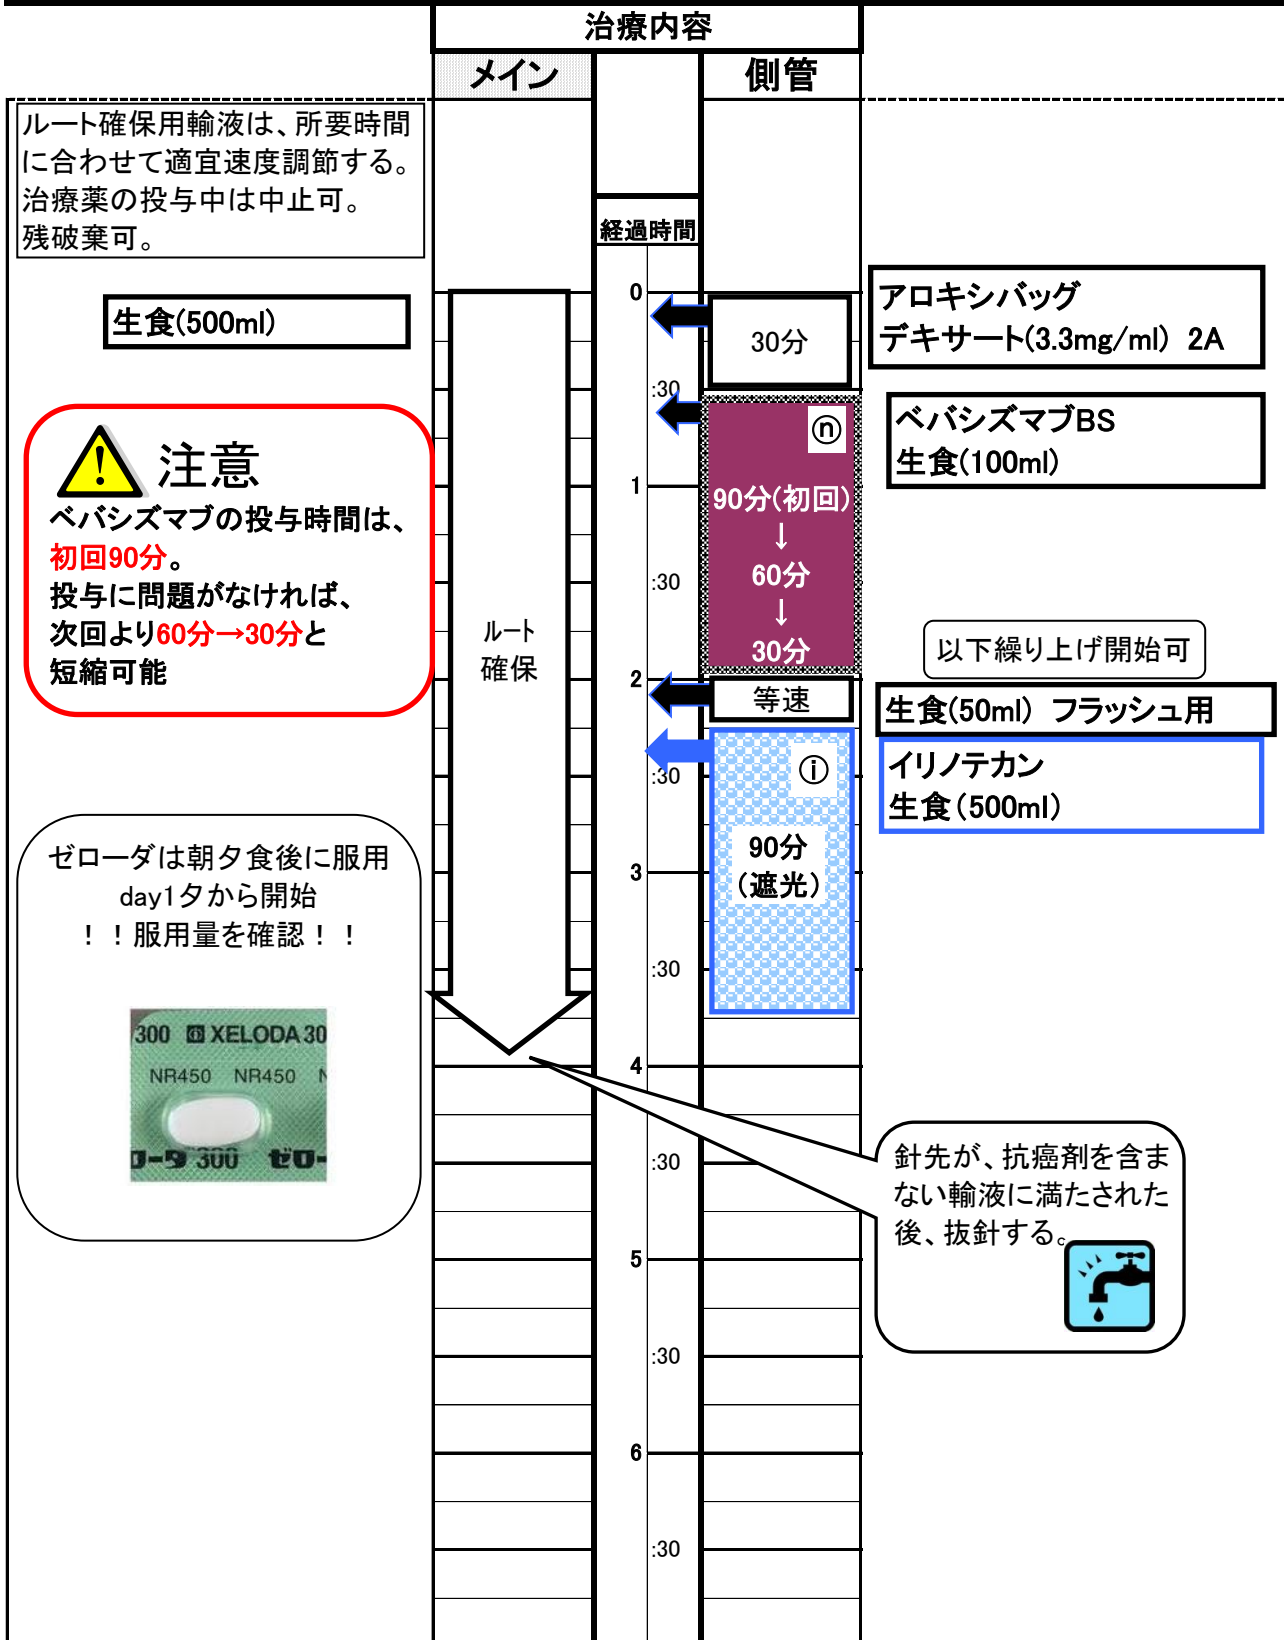 治療内容
メイン
側管
ルート確保用輸液は、所要時間
に合わせて適宜速度調節する。
治療薬の投与中は中止可。
残破棄可。
経過時間
0
:30
1
:30
2
:30
3
:30
4
:30
5
:30
6
:30
生食(500ml)
30分
アロキシバッグ
デキサート(3.3mg/ml) 2A
注意
ベバシズマブの投与時間は、
初回90分。
投与に問題がなければ、
次回より60分→30分と
短縮可能
ⓝ
90分(初回)
↓
60分
↓
30分
ベバシズマブBS
生食(100ml)
ルート
確保
以下繰り上げ開始可
等速
生食(50ml) フラッシュ用
ⓘ
90分
(遮光)
イリノテカン
生食(500ml)
ゼローダは朝夕食後に服用
day1夕から開始
！！服用量を確認！！
300 XELODA 30
NR450 NR450 N
ローダ 300 ゼロー
針先が、抗癌剤を含ま
ない輸液に満たされた
後、抜針する。